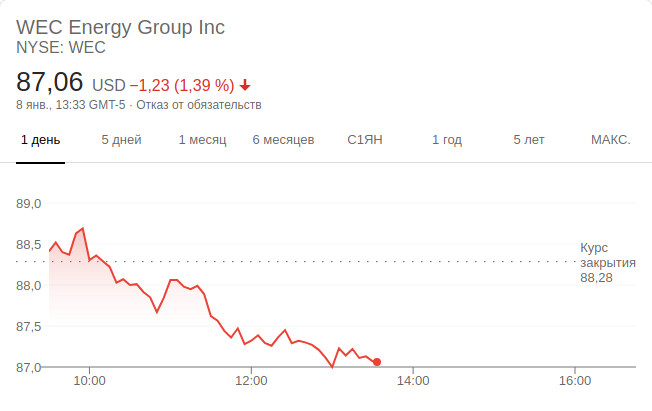 WEC Energy Group Inc
NYSE: WEC
87,06 USD −1,23 (1,39 %)
8 янв., 13:33 GMT-5 · Отказ от обязательств
1 день 5 дней 1 месяц 6 месяцев С1ЯН 1 год 5 лет МАКС.
89,0
88,5
Курс
закрытия
88,28
88,0
87,5
87,0
10:00 12:00 14:00 16:00